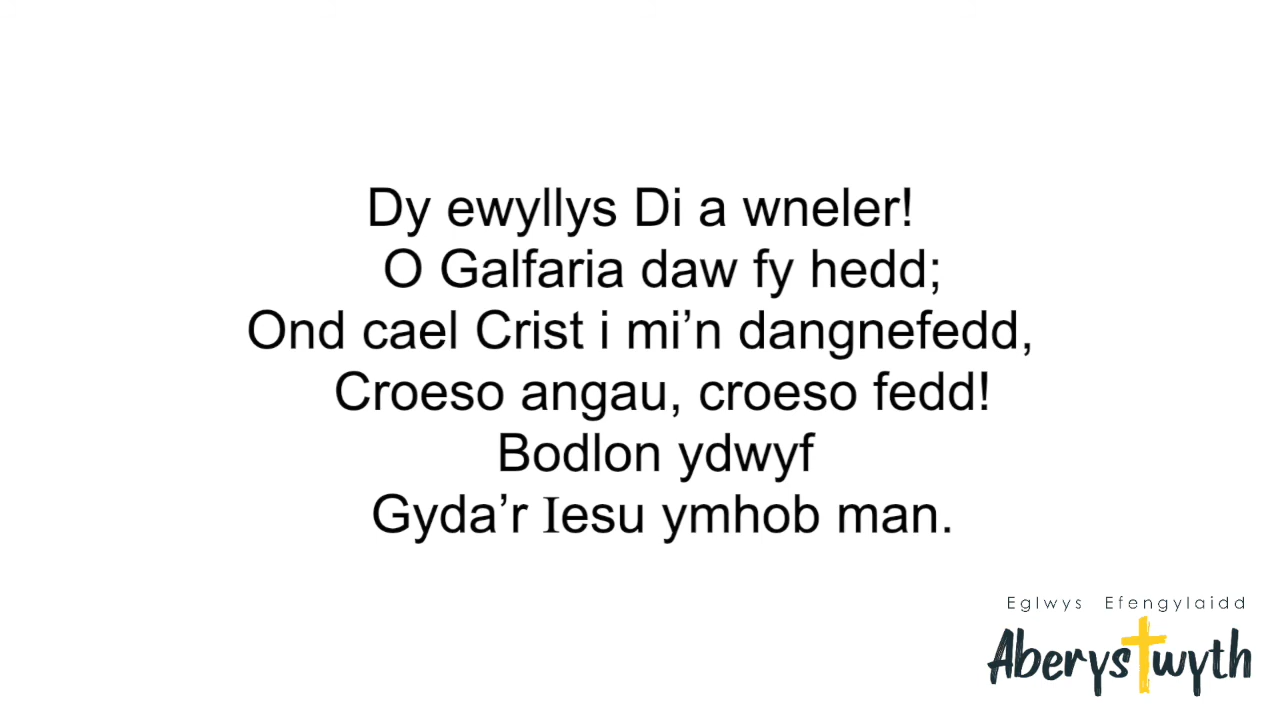 Dy ewyllys Di a wneler!
O Galfaria daw fy hedd;
Ond cael Crist i mi’n dangnefedd,
Croeso angau, croeso fedd!
Bodlon ydwyf
Gyda’r Iesu ymhob man.
Eglwys Efengylaidd
Aberystwyth